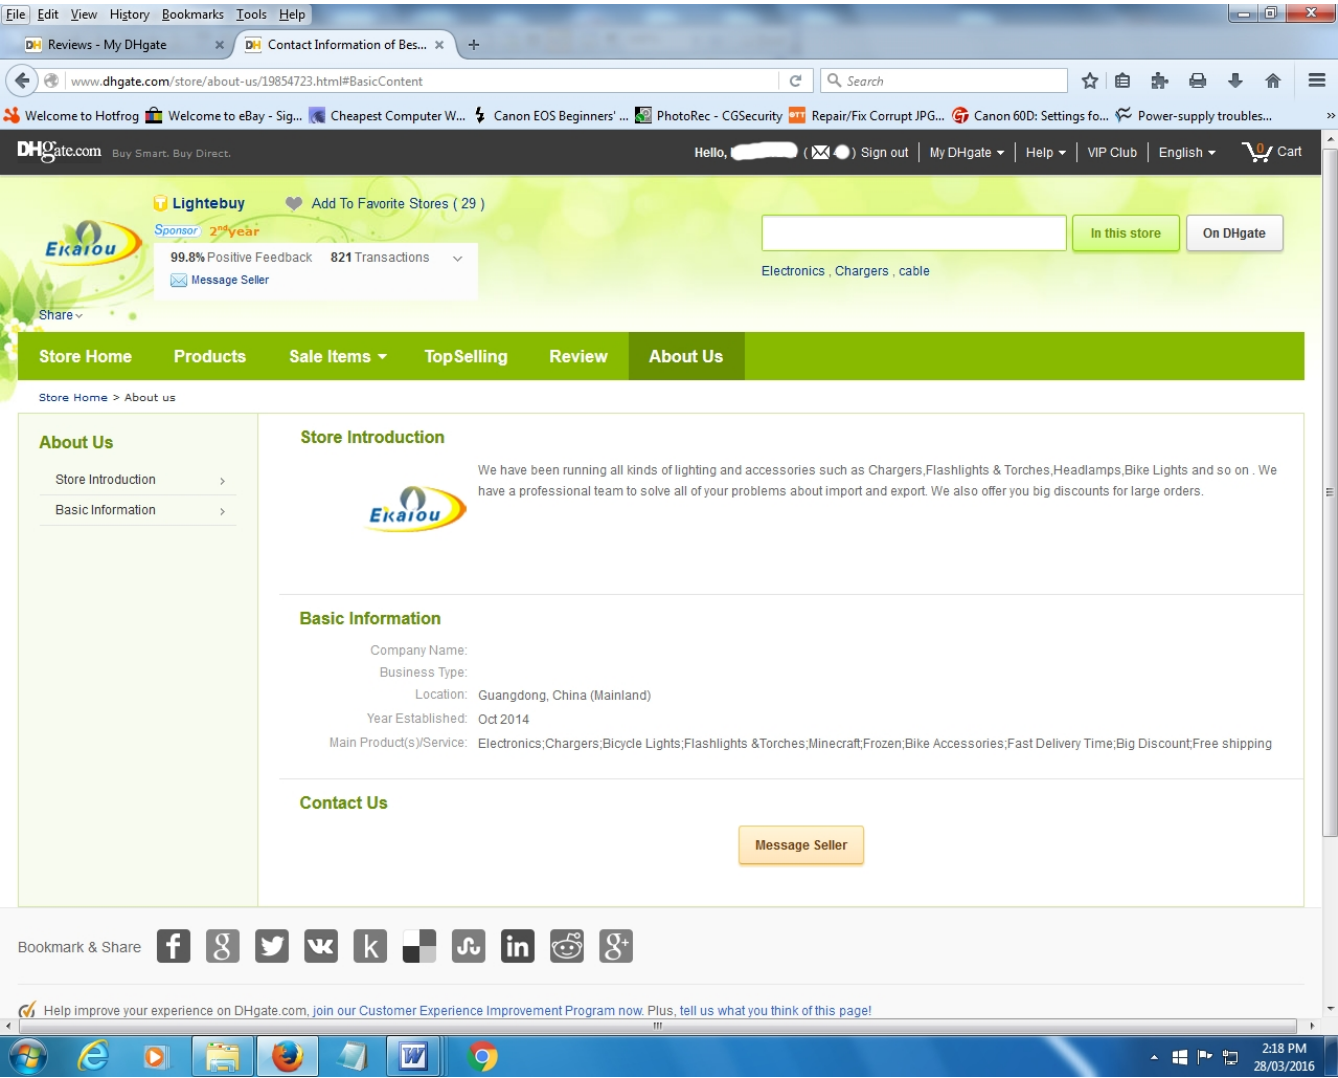 File Edit View History Bookmarks Tools Help
DH Reviews - My DHgate × DH Contact Information of Bes... × +
www.dhgate.com/store/about-us/19854723.html#BasicContent Search
Welcome to Hotfrog Welcome to eBay - Sig... Cheapest Computer W... Canon EOS Beginners' ... PhotoRec - CGSecurity OTT Repair/Fix Corrupt JPG... Canon 60D: Settings fo... Power-supply troubles... »
DHgate.com Buy Smart. Buy Direct. Hello, ( ) Sign out | My DHgate | Help | VIP Club | English 0 Cart
Lightebuy Add To Favorite Stores ( 29 )
Sponsor 2nd year
Ekaiou
99.8% Positive Feedback 821 Transactions
Message Seller
In this store On DHgate
Electronics , Chargers , cable
Share
Store Home Products Sale Items TopSelling Review About Us
Store Home > About us
About Us
Store Introduction >
Basic Information >
Store Introduction
Ekaiou
We have been running all kinds of lighting and accessories such as Chargers,Flashlights & Torches,Headlamps,Bike Lights and so on . We
have a professional team to solve all of your problems about import and export. We also offer you big discounts for large orders.
Basic Information
Company Name:
Business Type:
Location: Guangdong, China (Mainland)
Year Established: Oct 2014
Main Product(s)/Service: Electronics;Chargers;Bicycle Lights;Flashlights &Torches;Minecraft;Frozen;Bike Accessories;Fast Delivery Time;Big Discount;Free shipping
Contact Us
Message Seller
Bookmark & Share f 8 k in 8+
Help improve your experience on DHgate.com, join our Customer Experience Improvement Program now. Plus, tell us what you think of this page!
2:18 PM
28/03/2016